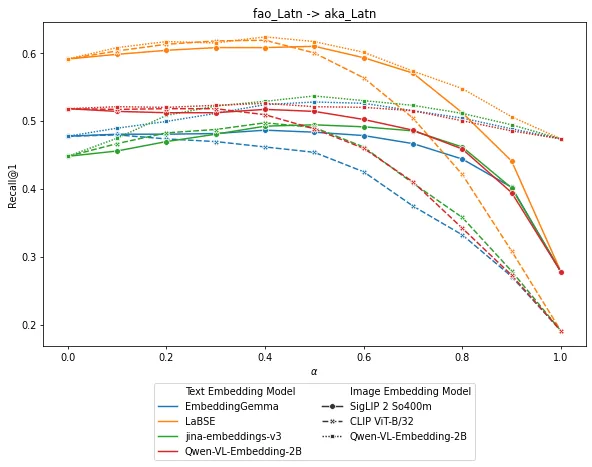 fao_Latn -> aka_Latn
Recall@1
0.6
0.5
0.4
0.3
0.2
0.0 0.2 0.4 0.6 0.8 1.0
α
Text Embedding Model Image Embedding Model
EmbeddingGemma SigLIP 2 So400m
LaBSE CLIP ViT-B/32
jina-embeddings-v3 Qwen-VL-Embedding-2B
Qwen-VL-Embedding-2B